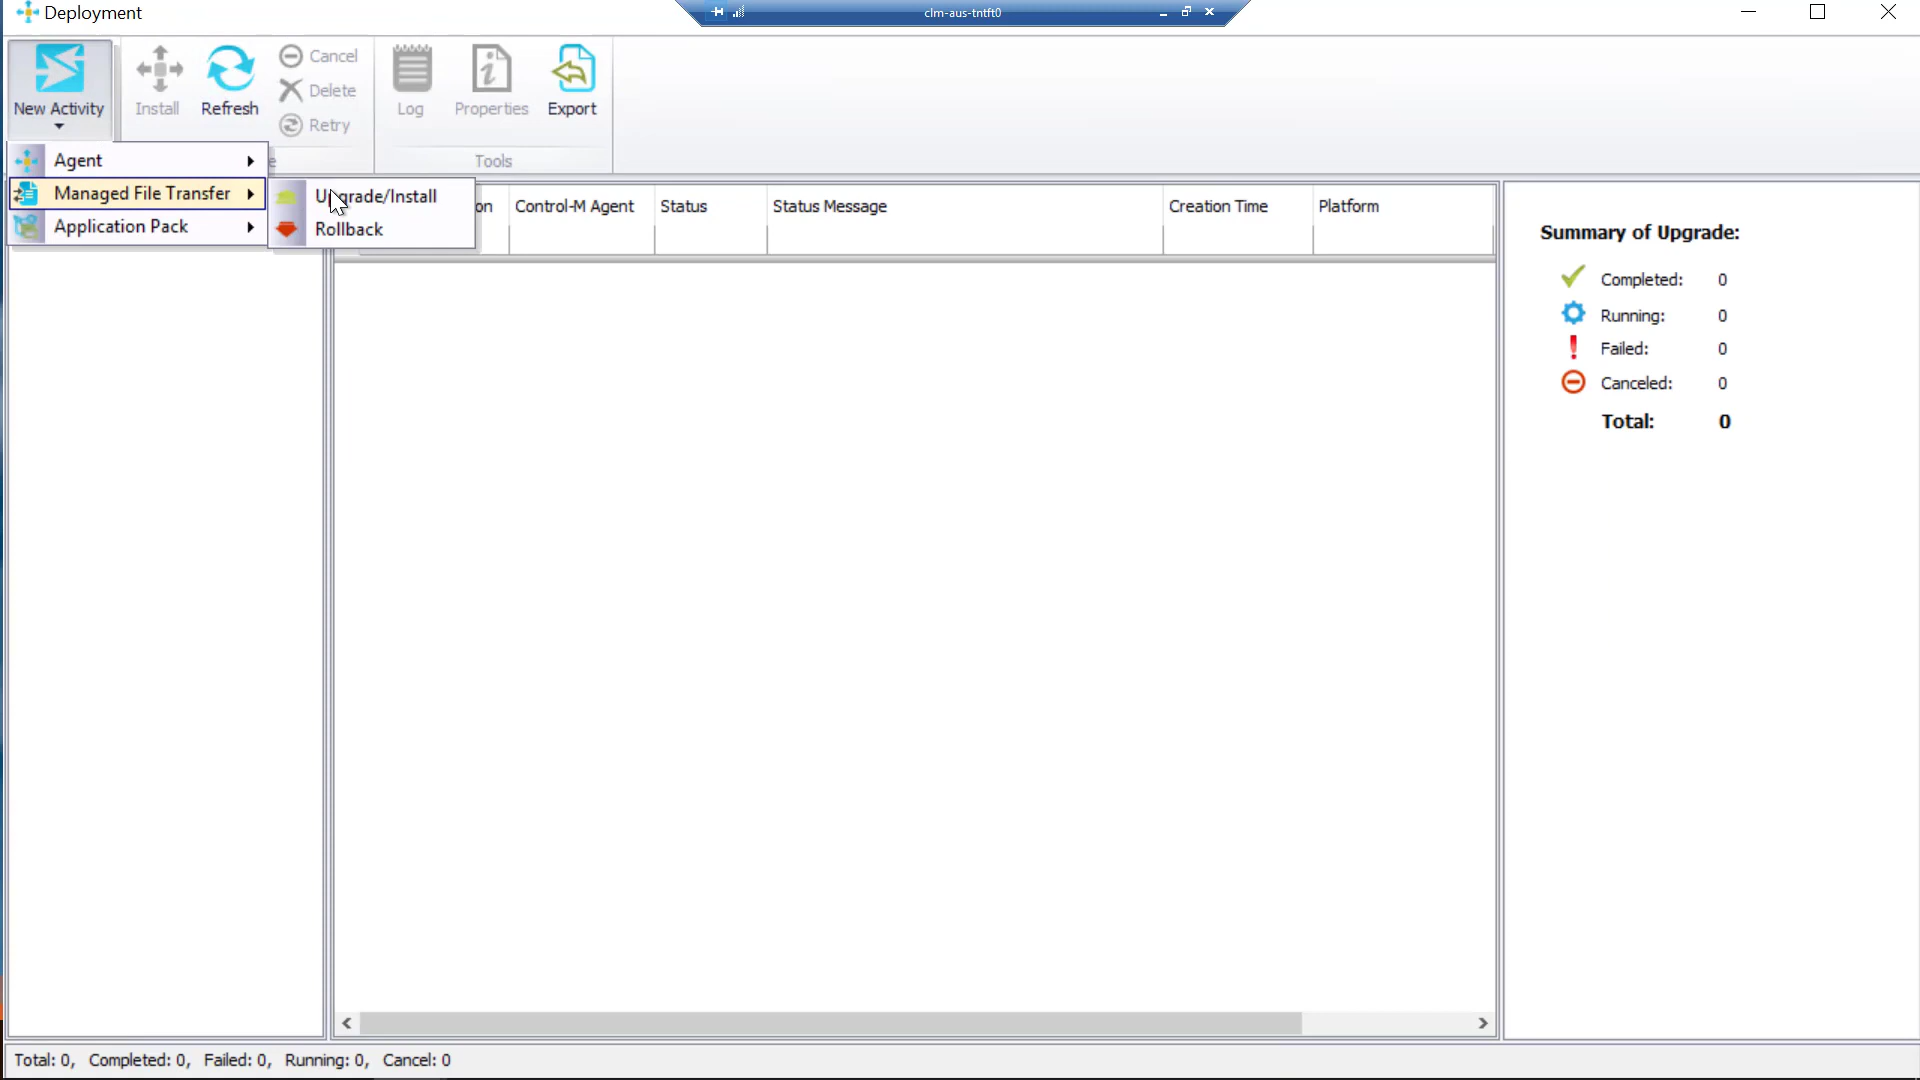 Deployment
clm-aus-tntft0
New Activity
Install
Refresh
Cancel
Delete
Retry
Log
Properties
Export
Tools
Agent
Managed File Transfer
Application Pack
Upgrade/Install
Rollback
Control-M Agent
Status
Status Message
Creation Time
Platform
Summary of Upgrade:
Completed: 0
Running: 0
Failed: 0
Canceled: 0
Total: 0
Total: 0, Completed: 0, Failed: 0, Running: 0, Cancel: 0